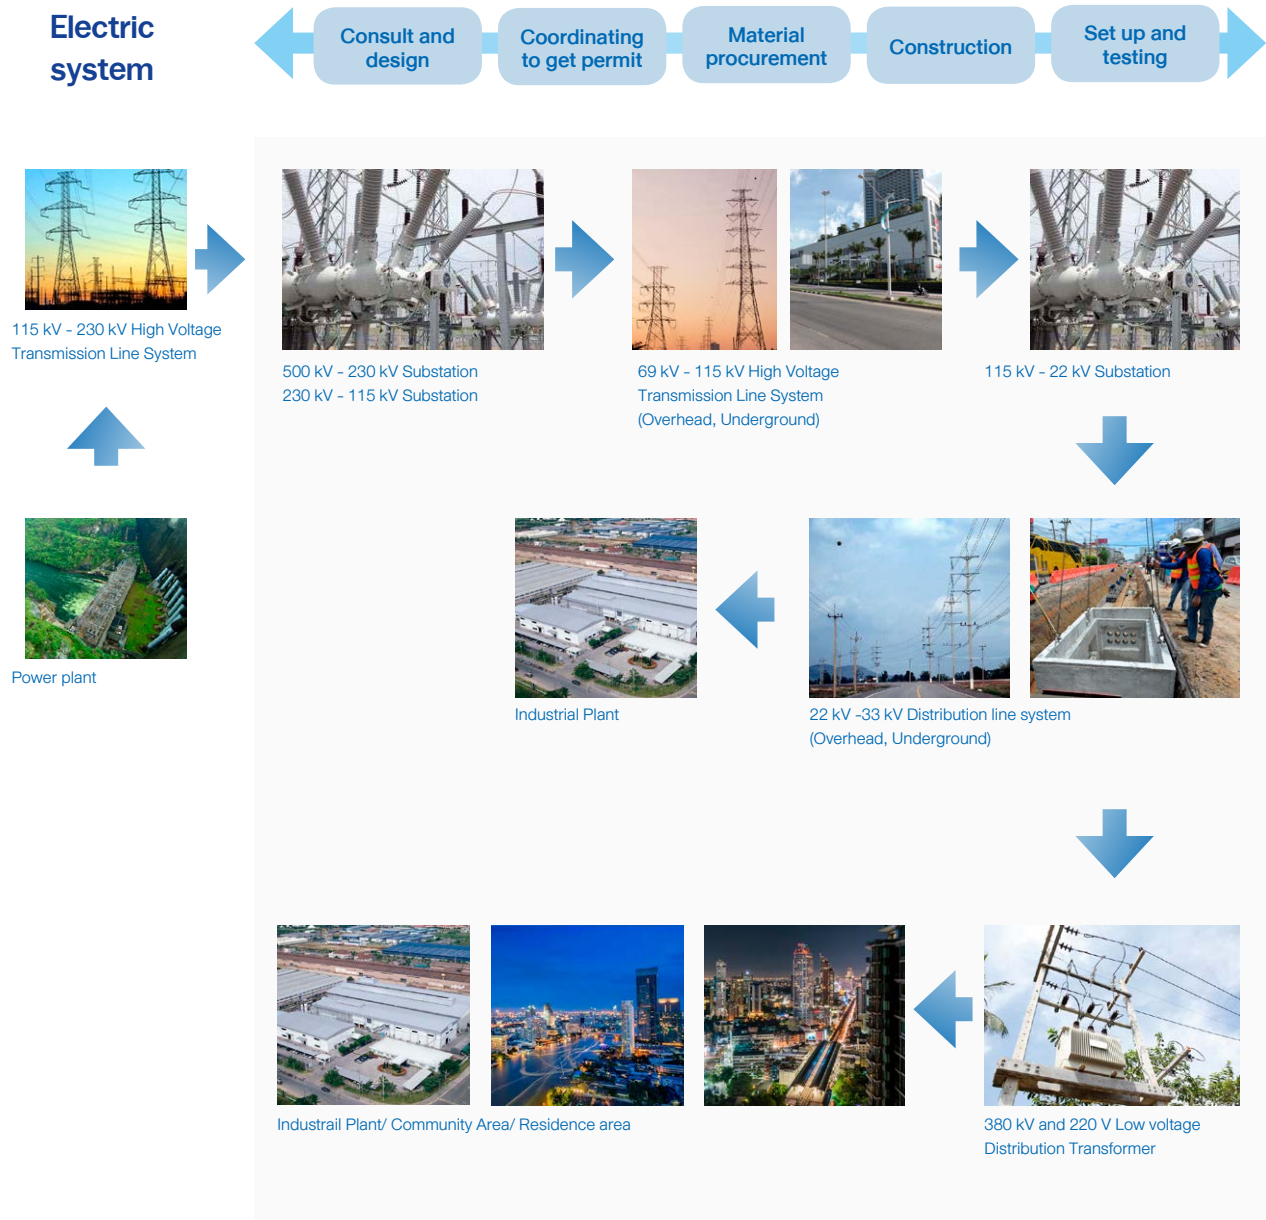 Electric
system
Consult and
design
Coordinating
to get permit
Material
procurement
Construction
Set up and
testing
115 kV - 230 kV High Voltage
Transmission Line System
500 kV - 230 kV Substation
230 kV - 115 kV Substation
69 kV - 115 kV High Voltage
Transmission Line System
(Overhead, Underground)
115 kV - 22 kV Substation
Power plant
Industrial Plant
22 kV -33 kV Distribution line system
(Overhead, Underground)
Industrail Plant/ Community Area/ Residence area
380 kV and 220 V Low voltage
Distribution Transformer